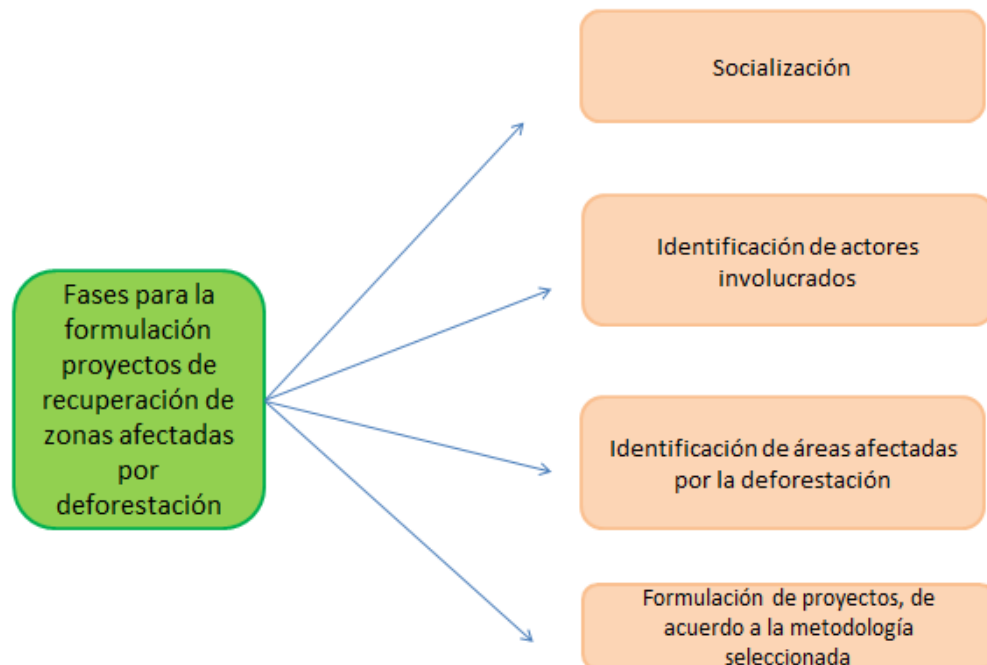 Fases para la
formulación
proyectos de
recuperación de
zonas afectadas
por
deforestación
Socialización
Identificación de actores
involucrados
Identificación de áreas afectadas
por la deforestación
Formulación de proyectos, de
acuerdo a la metodología
seleccionada